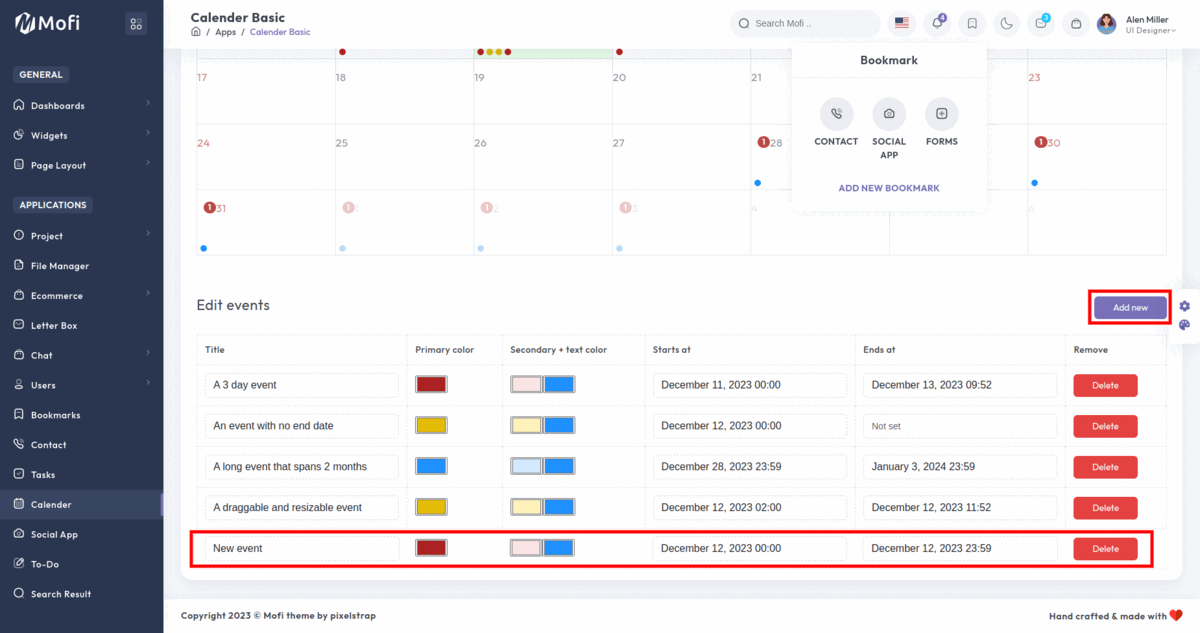 Mofi
Calender Basic
/ Apps / Calender Basic
Search Mofi ..
4
3
Alen Miller
UI Designer
GENERAL
Dashboards
Widgets
Page Layout
APPLICATIONS
Project
File Manager
Ecommerce
Letter Box
Chat
Users
Bookmarks
Contact
Tasks
Calender
Social App
To-Do
Search Result
Bookmark
CONTACT
SOCIAL APP
FORMS
ADD NEW BOOKMARK
17 18 19 20 21 23
24 25 26 27 1 28 1 30
1 31 1 1 1 2 1 3 4 6
Edit events
Add new
Title Primary color Secondary + text color Starts at Ends at Remove
A 3 day event December 11, 2023 00:00 December 13, 2023 09:52 Delete
An event with no end date December 12, 2023 00:00 Not set Delete
A long event that spans 2 months December 28, 2023 23:59 January 3, 2024 23:59 Delete
A draggable and resizable event December 12, 2023 02:00 December 12, 2023 11:52 Delete
New event December 12, 2023 00:00 December 12, 2023 23:59 Delete
Copyright 2023 © Mofi theme by pixelstrap
Hand crafted & made with